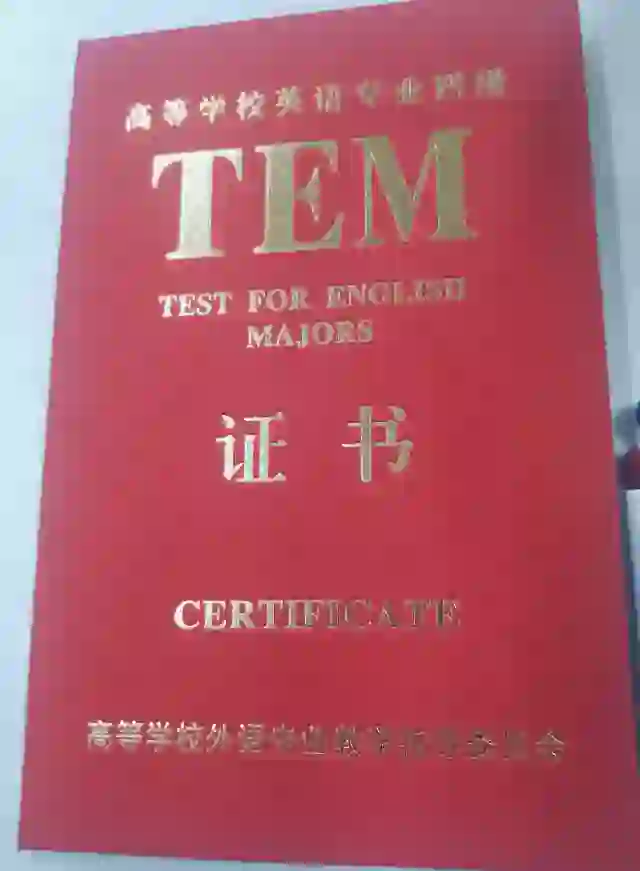 高等学校英语专业四级
TEM
TEST FOR ENGLISH
MAJORS
证书
CERTIFICATE
高等学校外语专业教学指导委员会